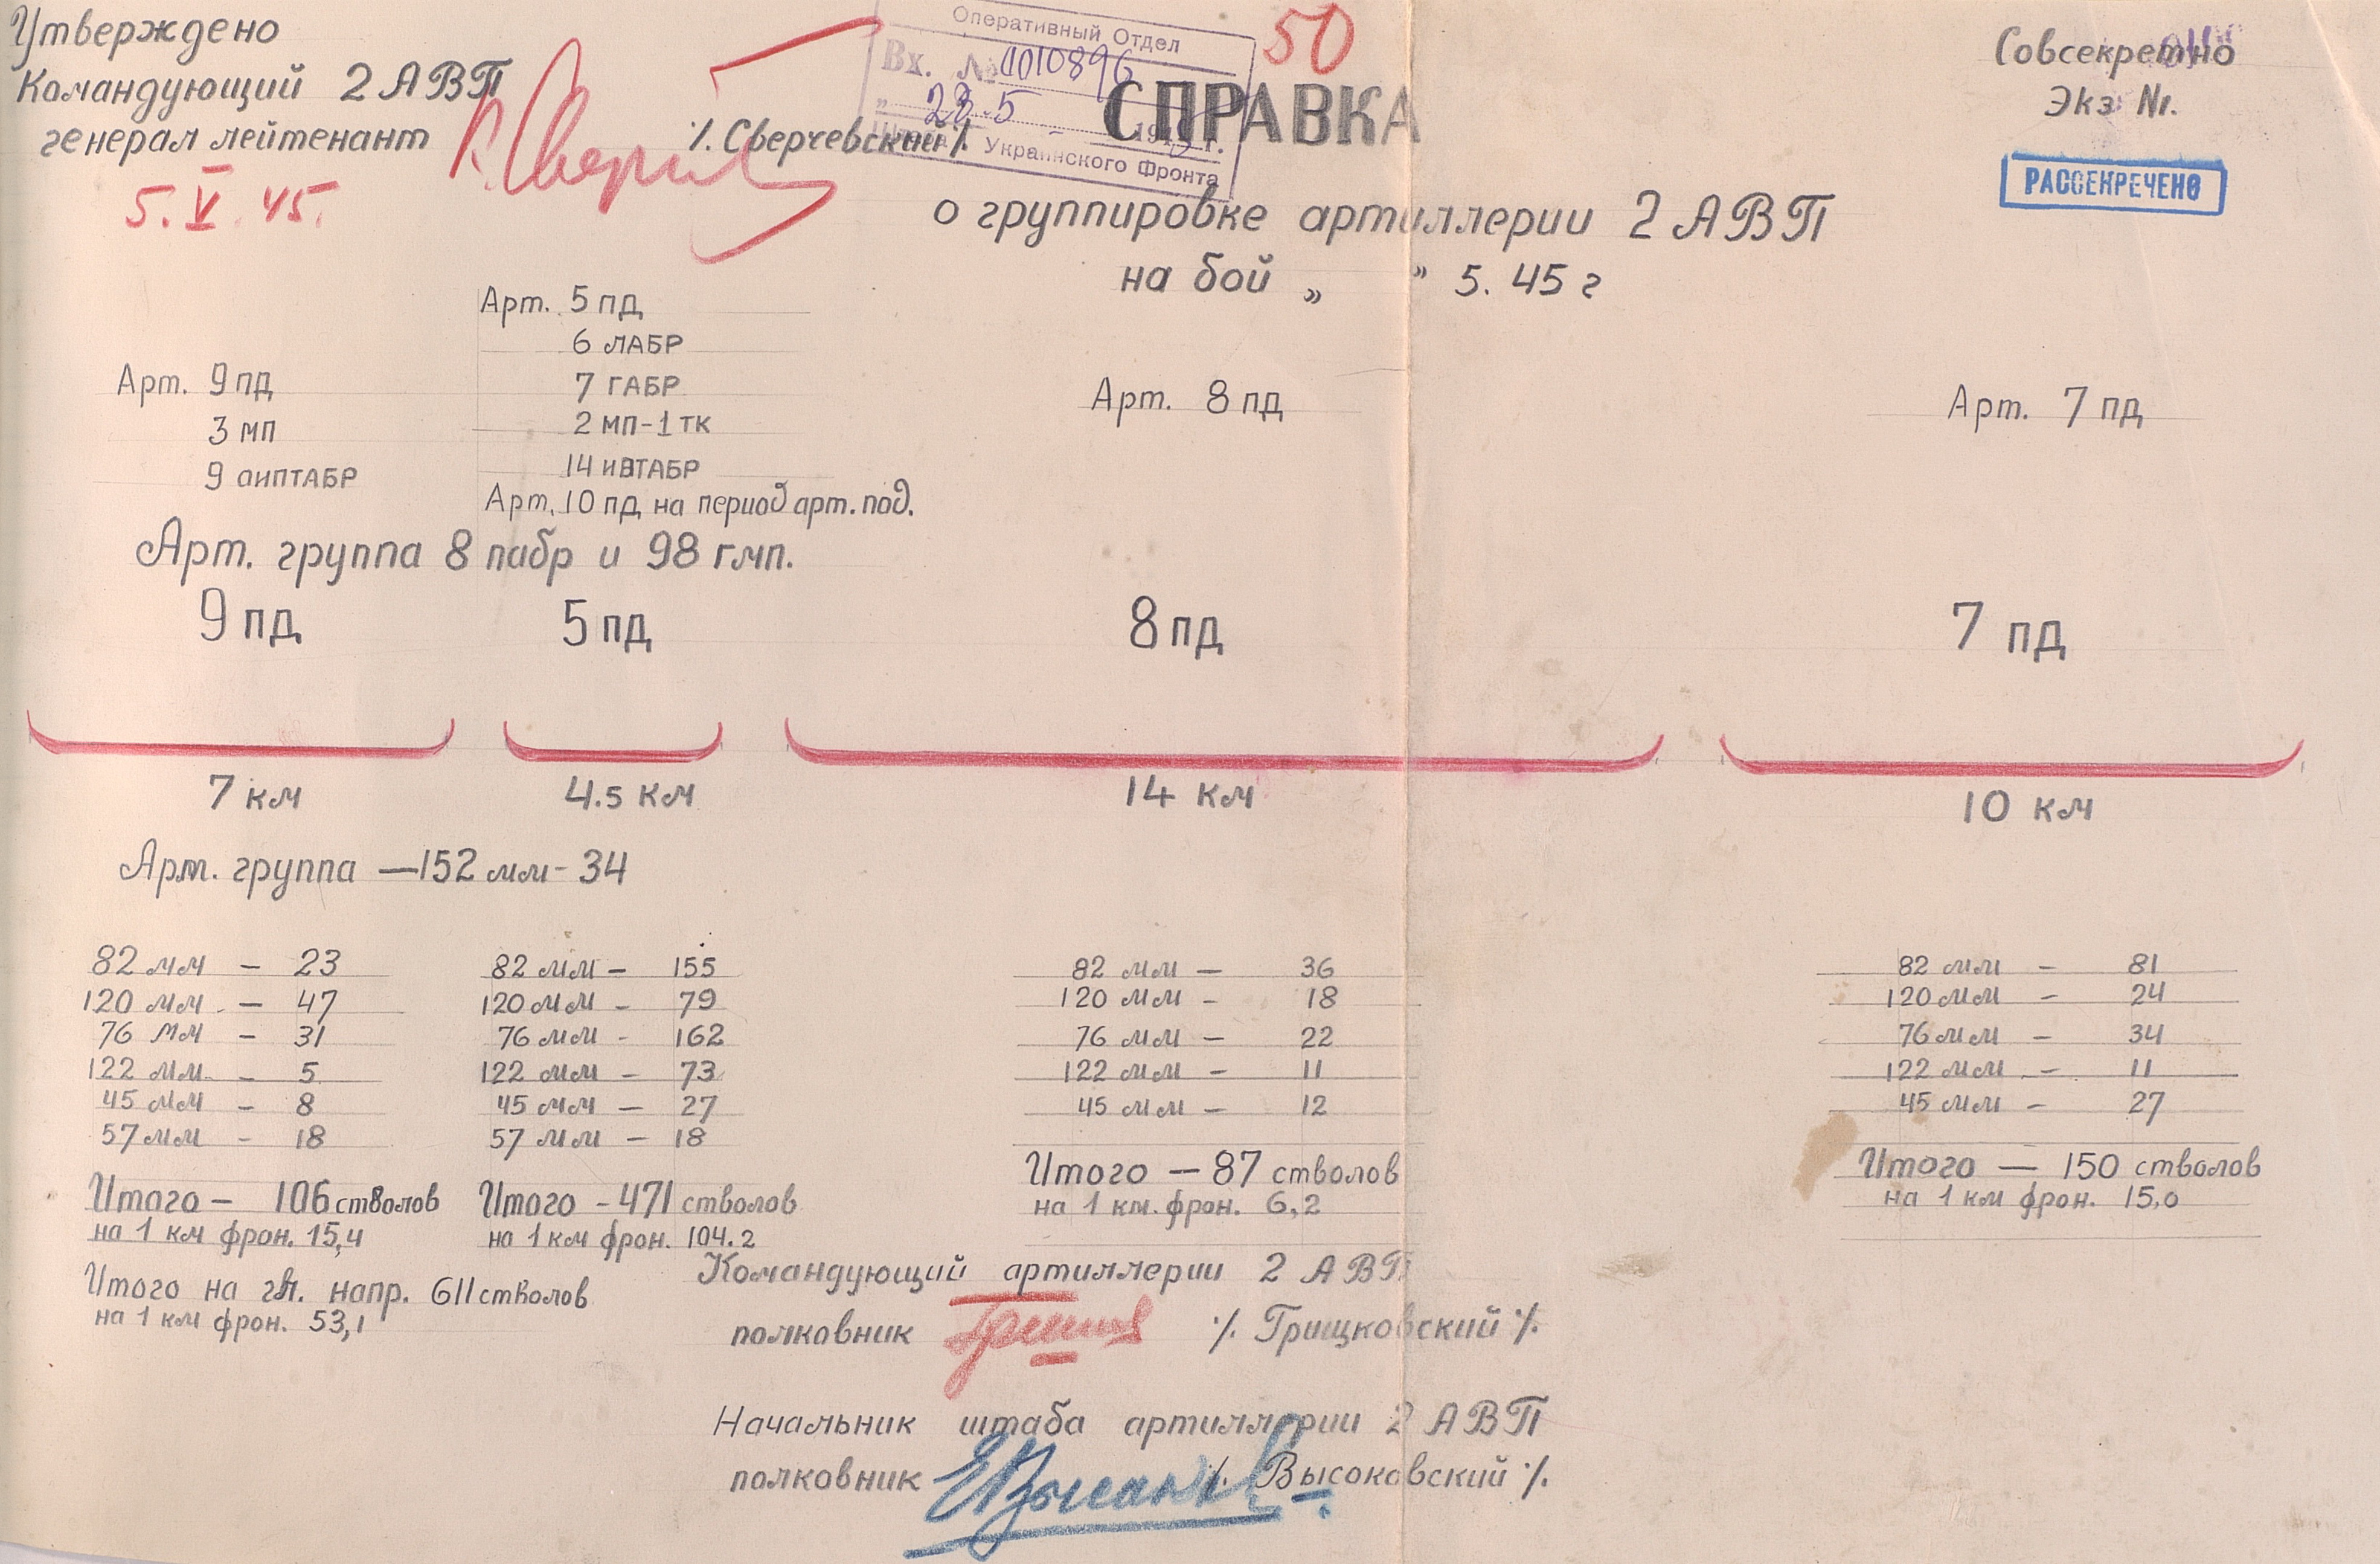 Утверждено
Командующий 2 АВП
генерал лейтенант ⁒ Сверчевский ⁒
5. V. 45.
Оперативный Отдел
Вх. №
28 5
Украинского Фронта
50
СПРАВКА
о группировке артиллерии 2 АВП
на бой „ " 5. 45 г
Совсекретно
Экз №1.
РАССЕКРЕЧЕНО
Арт. 9 пд
3 мп
9 оиптабр
Арт. 5 пд
6 ЛАБР
7 ГАБР
2 мп-1 тк
14 ИПТАБР
Арт. 10 пд на период арт. под.
Арт. 8 пд
Арт. 7 пд
Арт. группа 8 пабр и 98 гмп.
9 пд 5 пд 8 пд 7 пд
7 км 4.5 км 14 км 10 км
Арт. группа — 152 мм - 34
82 мм — 23
120 мм — 47
76 мм — 31
122 мм — 5
45 мм — 8
57 мм — 18
Итого — 106 стволов
на 1 км фрон. 15,4
82 мм — 155
120 мм — 79
76 мм - 162
122 мм — 73
45 мм — 27
57 мм — 18
Итого - 471 стволов
на 1 км фрон. 104.2
82 мм — 36
120 мм - 18
76 мм — 22
122 мм — 11
45 мм — 12
Итого — 87 стволов
на 1 км. фрон. 6,2
82 мм — 81
120 мм — 24
76 мм — 34
122 мм — 11
45 мм — 27
Итого — 150 стволов
на 1 км фрон. 15,0
Итого на гл. напр. 611 стволов
на 1 км фрон. 53,1
Командующий артиллерии 2 АВП
полковник ⁒ Грищковский ⁒
Начальник штаба артиллерии 2 АВП
полковник ⁒ Высоковский ⁒